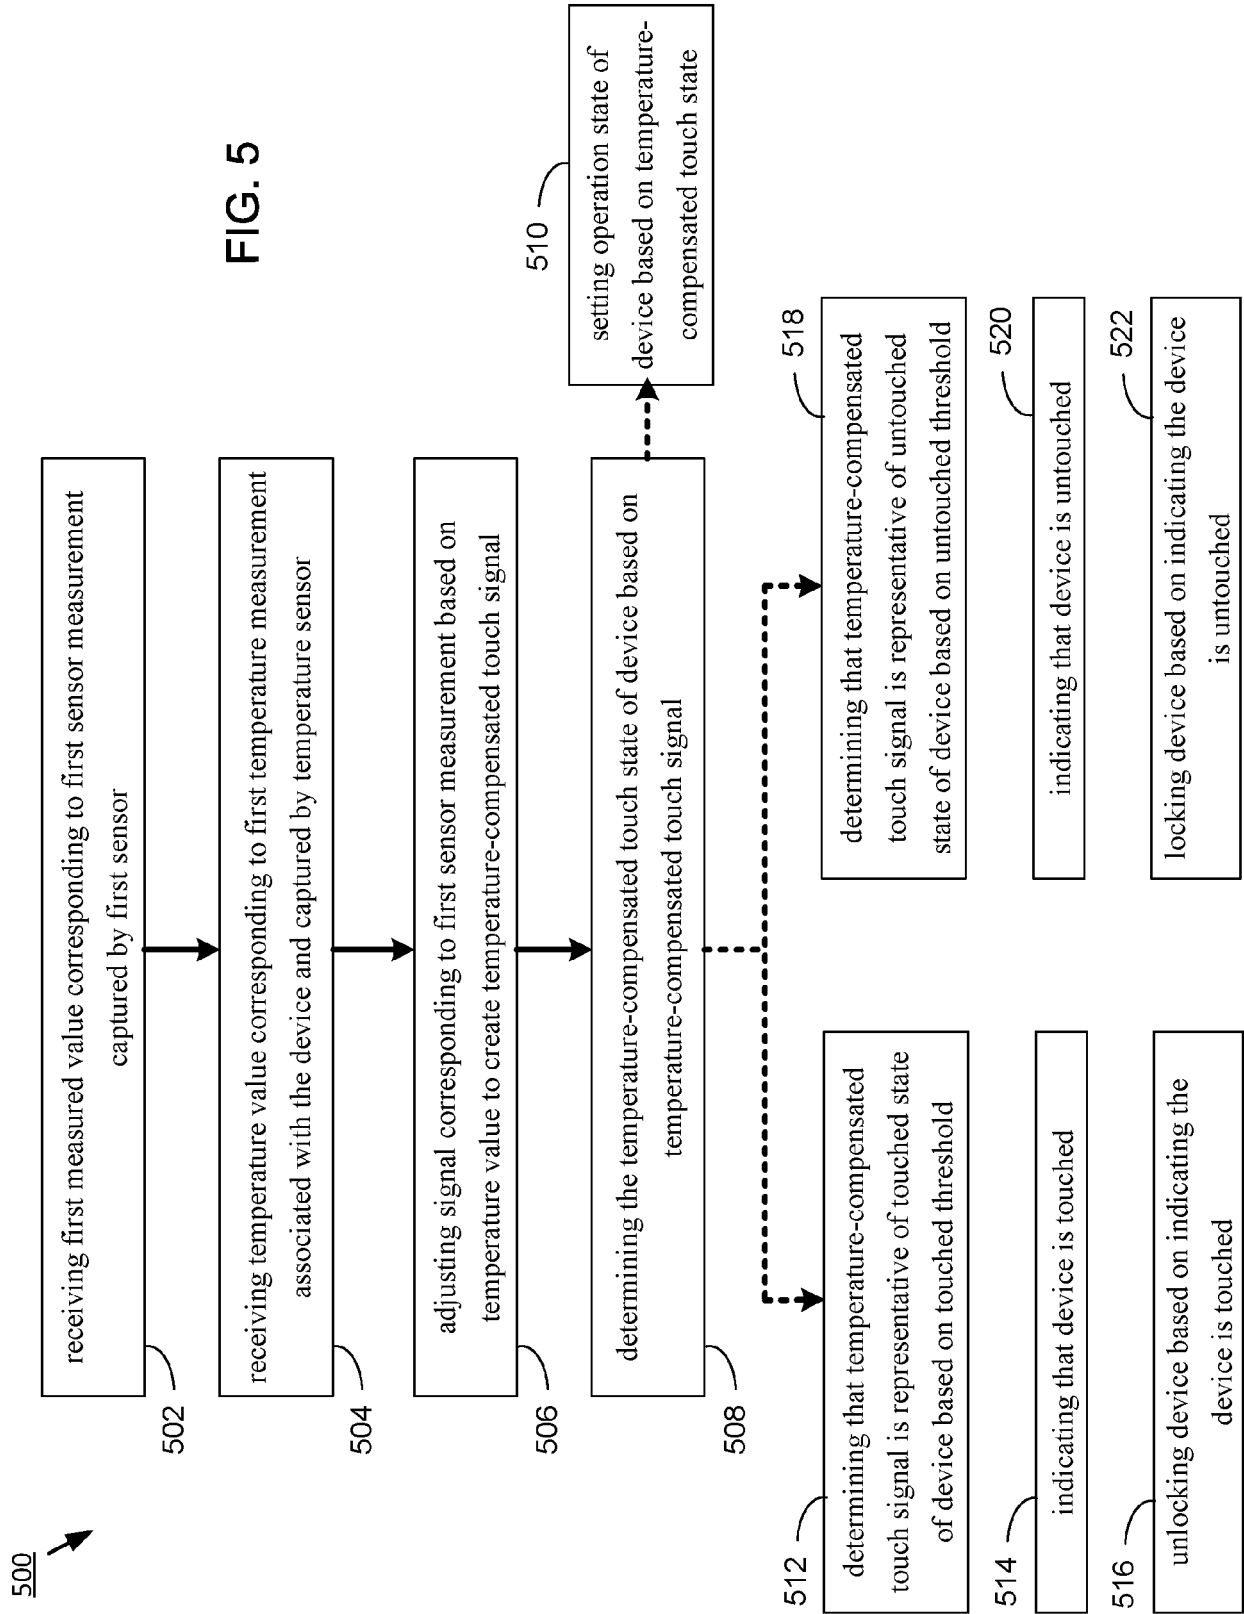 500
receiving first measured value corresponding to first sensor measurement
captured by first sensor
502
receiving temperature value corresponding to first temperature measurement
associated with the device and captured by temperature sensor
504
adjusting signal corresponding to first sensor measurement based on
temperature value to create temperature-compensated touch signal
506
determining the temperature-compensated touch state of device based on
temperature-compensated touch signal
508
FIG. 5
510
setting operation state of
device based on temperature-
compensated touch state
512
determining that temperature-compensated
touch signal is representative of touched state
of device based on touched threshold
514
indicating that device is touched
516
unlocking device based on indicating the
device is touched
518
determining that temperature-compensated
touch signal is representative of untouched
state of device based on untouched threshold
520
indicating that device is untouched
522
locking device based on indicating the device
is untouched